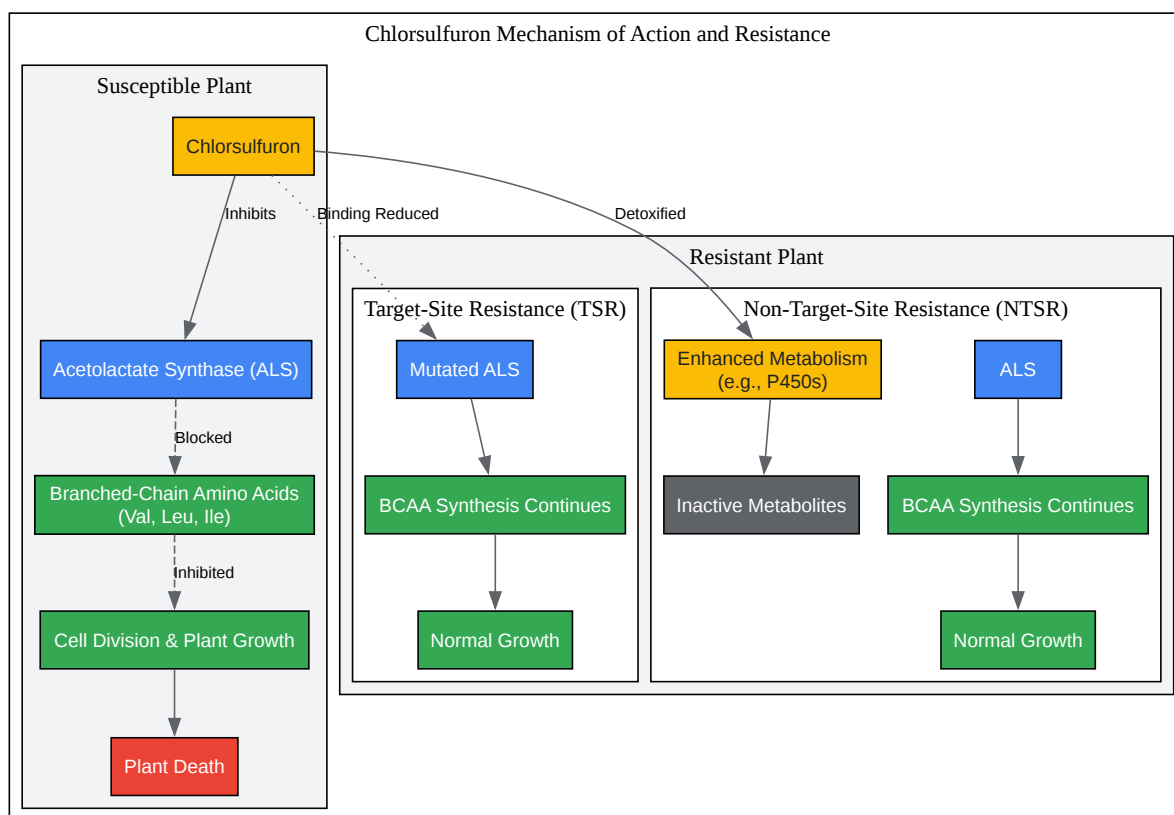 Chlorsulfuron Mechanism of Action and Resistance
Susceptible Plant
Chlorsulfuron
Inhibits
Binding Reduced
Detoxified
Resistant Plant
Target-Site Resistance (TSR)
Non-Target-Site Resistance (NTSR)
Acetolactate Synthase (ALS)
Mutated ALS
Enhanced Metabolism
(e.g., P450s)
ALS
Blocked
Branched-Chain Amino Acids
(Val, Leu, Ile)
BCAA Synthesis Continues
Inactive Metabolites
BCAA Synthesis Continues
Inhibited
Cell Division & Plant Growth
Normal Growth
Normal Growth
Plant Death